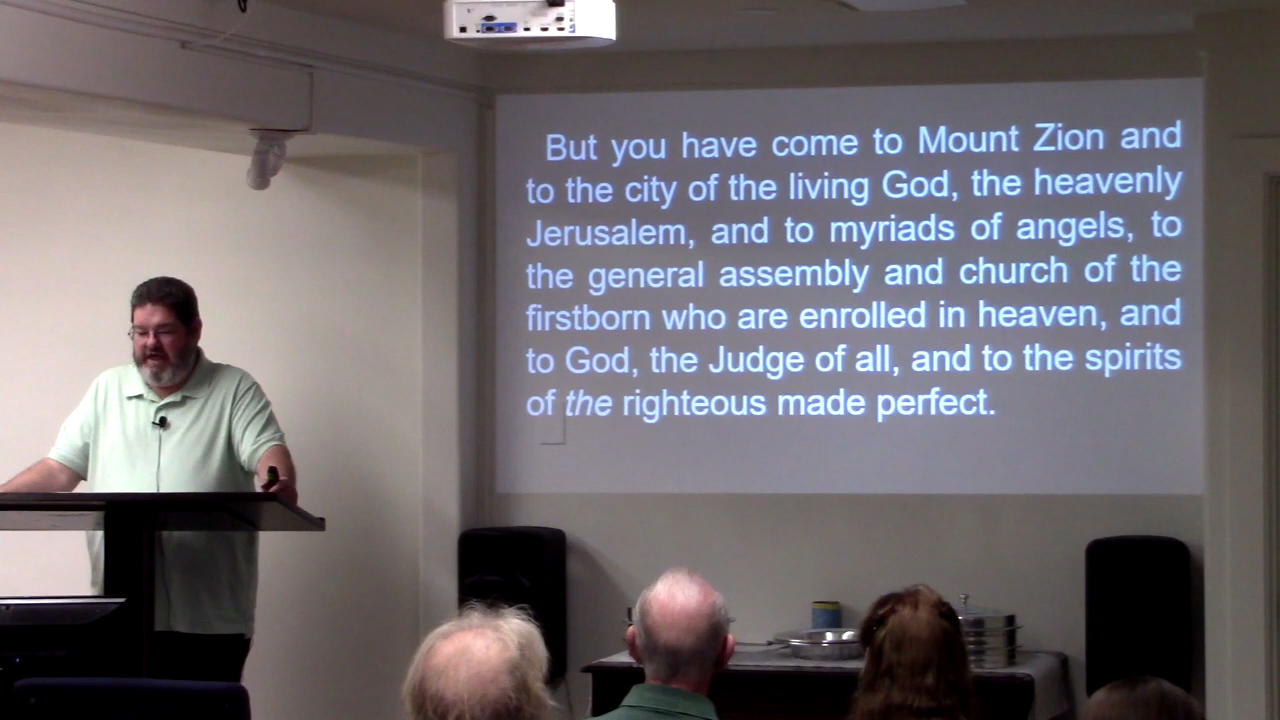 But you have come to Mount Zion and
to the city of the living God, the heavenly
Jerusalem, and to myriads of angels, to
the general assembly and church of the
firstborn who are enrolled in heaven, and
to God, the Judge of all, and to the spirits
of the righteous made perfect.